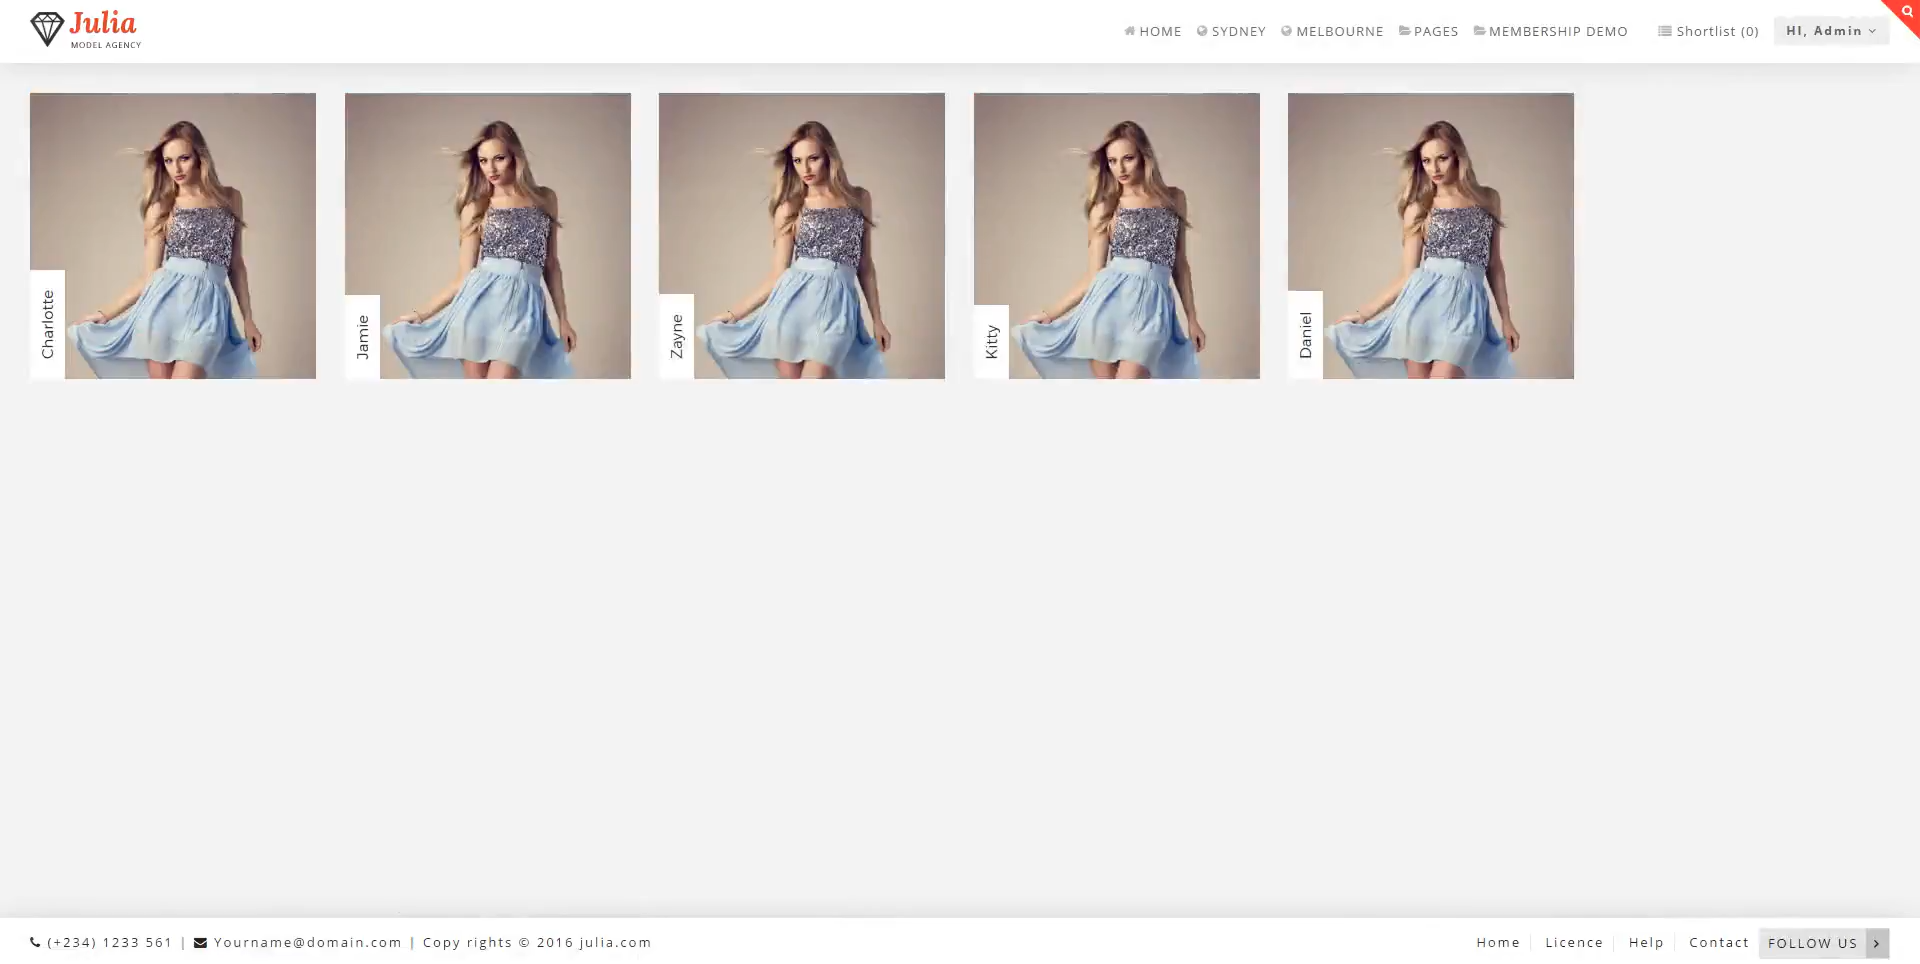 Julia
MODEL AGENCY
HOME SYDNEY MELBOURNE PAGES MEMBERSHIP DEMO Shortlist (0) HI, Admin
Charlotte
Jamie
Zayne
Kitty
Daniel
(+234) 1233 561 | Yourname@domain.com | Copy rights © 2016 julia.com
Home Licence Help Contact FOLLOW US